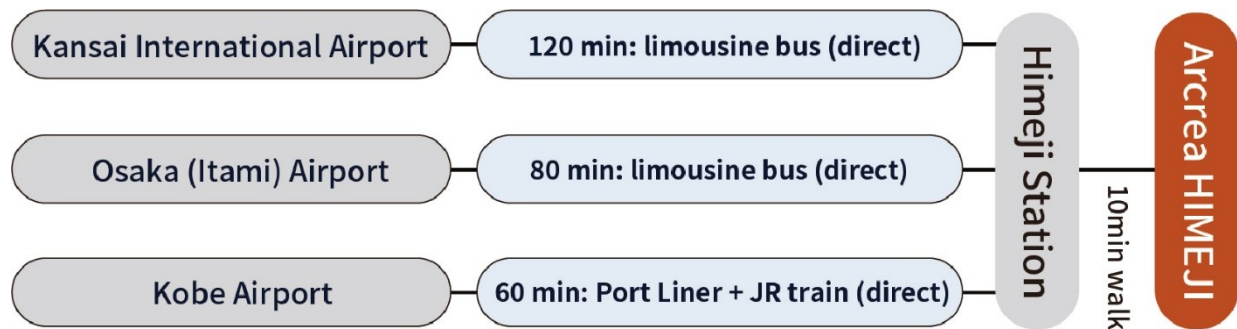 Kansai International Airport
120 min: limousine bus (direct)
Osaka (Itami) Airport
80 min: limousine bus (direct)
Kobe Airport
60 min: Port Liner + JR train (direct)
Himeji Station
10min walk
Arcrea HIMEJI